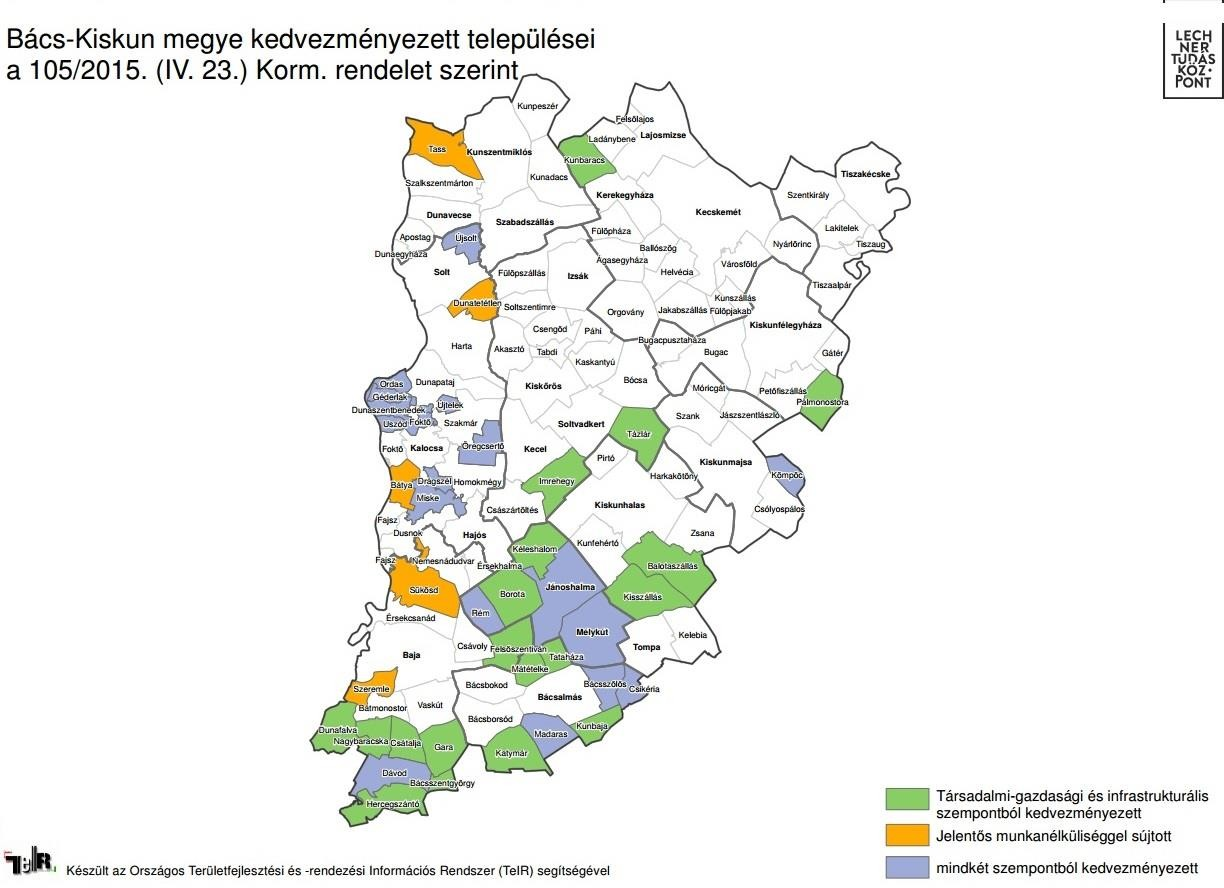 Bács-Kiskun megye kedvezményezett települései
a 105/2015. (IV. 23.) Korm. rendelet szerint
LECH
NER
TUDÁS
KÖZ·
PONT
Kunpeszér
Felsőlajos
Ladánybene
Lajosmizse
Tass
Kunszentmiklós
Kunbaracs
Kunadacs
Szalkszentmárton
Tiszakécske
Kerekegyháza
Szentkirály
Dunavecse
Szabadszállás
Kecskemét
Lakitelek
Fülöpháza
Apostag
Újsolt
Nyárlőrinc
Tiszaug
Dunaegyháza
Ballószög
Ágasegyháza
Városföld
Solt
Fülöpszállás
Izsák
Helvécia
Tiszaalpár
Dunatetétlen
Soltszentimre
Orgovány
Jakabszállás
Kunszállás
Fülöpjakab
Kiskunfélegyháza
Csengőd
Páhi
Bugacpusztaháza
Harta
Akasztó
Tabdi
Kaskantyú
Bugac
Gátér
Ordas
Dunapataj
Kiskőrös
Bócsa
Móricgát
Petőfiszállás
Géderlak
Pálmonostora
Dunaszentbenedek
Újtelek
Szank
Jászszentlászló
Uszód
Foktő
Szakmár
Soltvadkert
Tázlár
Foktő
Kalocsa
Öregcsertő
Kecel
Pirtó
Kiskunmajsa
Harkakötöny
Kömpöc
Bátya
Drágszél
Homokmégy
Imrehegy
Miske
Császártöltés
Kiskunhalas
Csólyospálos
Fajsz
Dusnok
Hajós
Zsana
Kunfehértó
Kéleshalom
Fajsz
Nemesnádudvar
Érsekhalma
Balotaszállás
Sükösd
Borota
Jánoshalma
Kisszállás
Rém
Érsekcsanád
Mélykút
Kelebia
Csávoly
Felsőszentiván
Tompa
Baja
Tataháza
Mátételke
Szeremle
Bácsbokod
Bácsszőlős
Csikéria
Bácsalmás
Bátmonostor
Vaskút
Bácsborsód
Kunbaja
Dunafalva
Madaras
Nagybaracska
Csátalja
Gara
Katymár
Dávod
Bácsszentgyörgy
Hercegszántó
Társadalmi-gazdasági és infrastrukturális
szempontból kedvezményezett
Jelentős munkanélküliséggel sújtott
mindkét szempontból kedvezményezett
TeIR
Készült az Országos Területfejlesztési és -rendezési Információs Rendszer (TeIR) segítségével